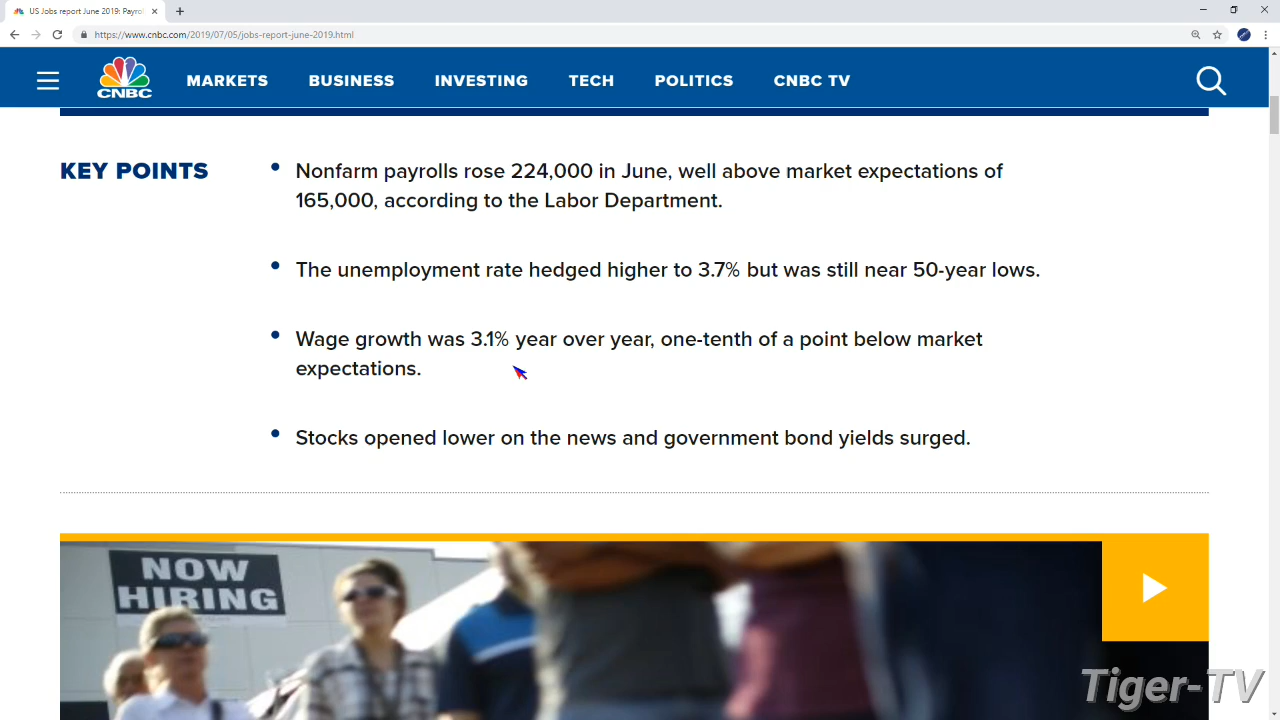 US Jobs report June 2019: Payro
https://www.cnbc.com/2019/07/05/jobs-report-june-2019.html
CNBC
MARKETS
BUSINESS
INVESTING
TECH
POLITICS
CNBC TV
KEY POINTS
Nonfarm payrolls rose 224,000 in June, well above market expectations of
165,000, according to the Labor Department.
The unemployment rate hedged higher to 3.7% but was still near 50-year lows.
Wage growth was 3.1% year over year, one-tenth of a point below market
expectations.
Stocks opened lower on the news and government bond yields surged.
NOW
HIRING
Tiger-TV